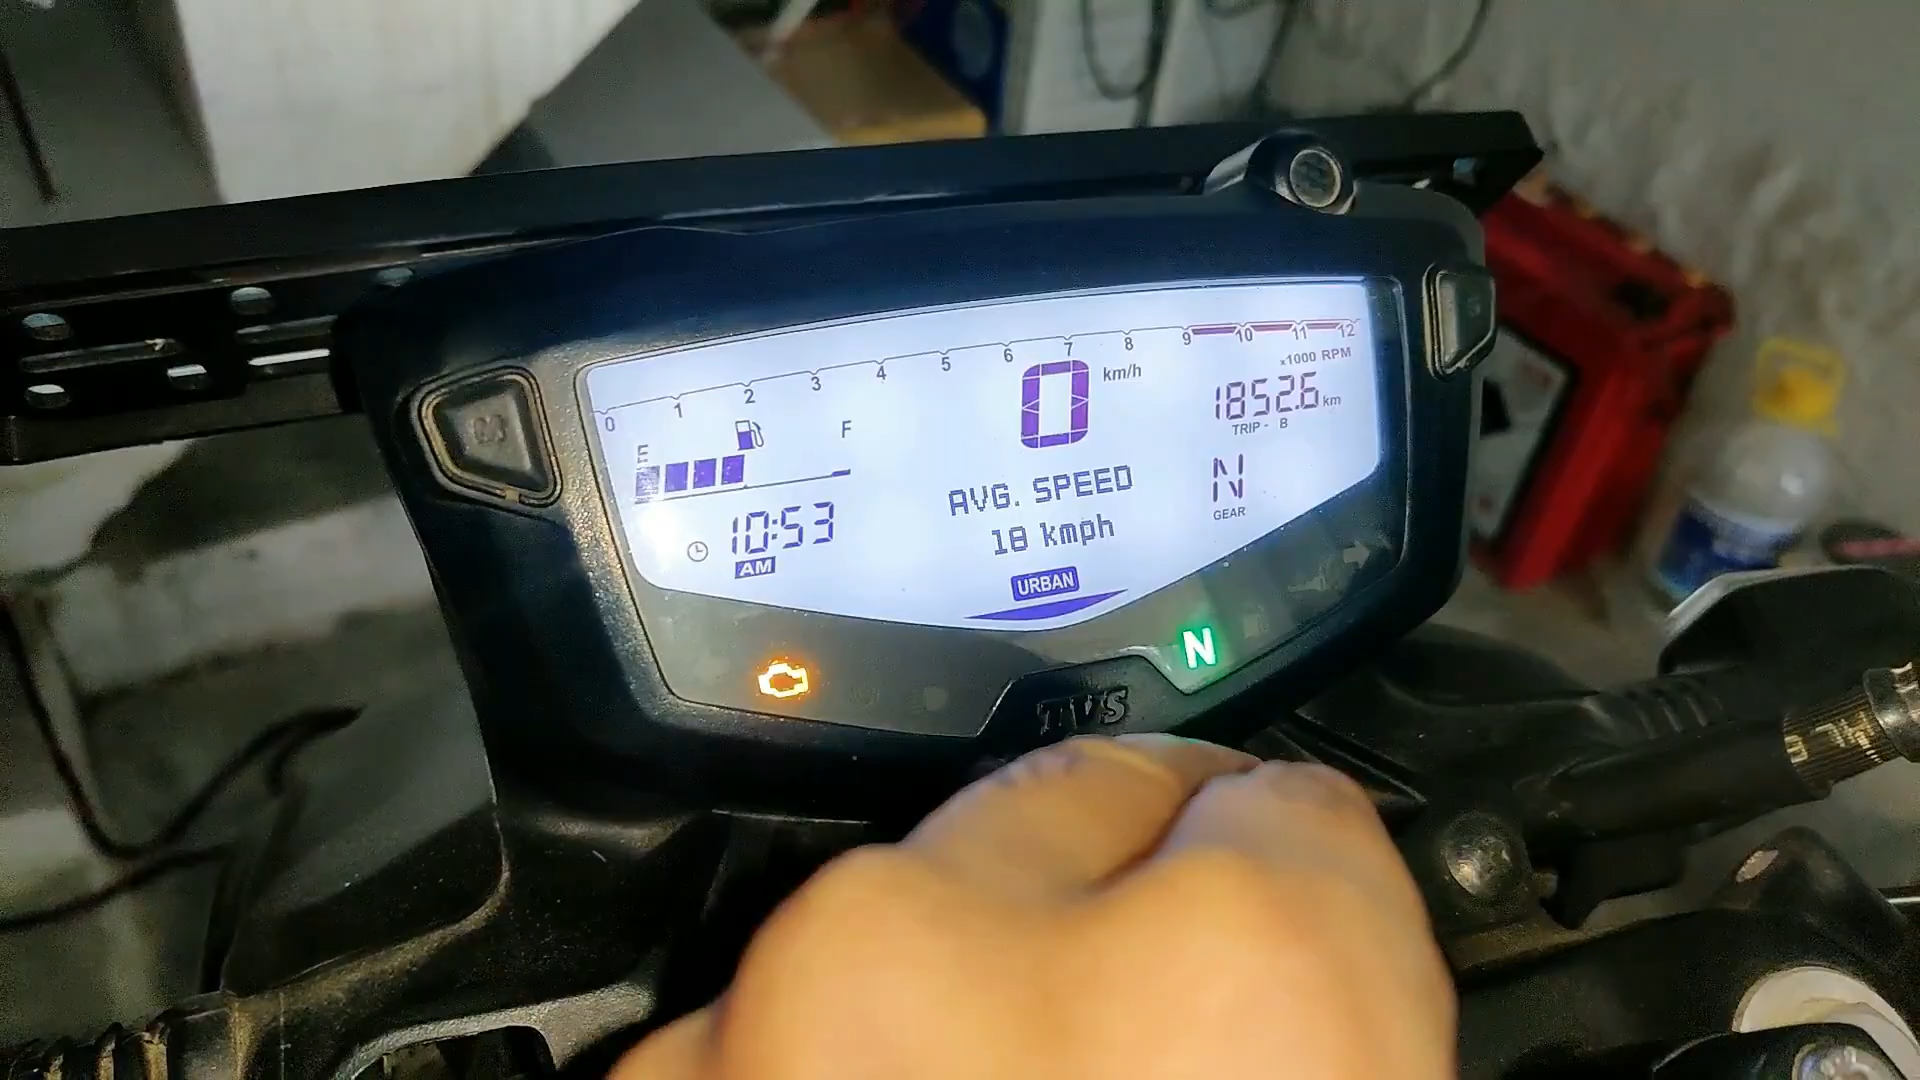 0 1 2 3 4 5 6 7 8 9 10 11 12
x1000 RPM
0 km/h
1852.6 km
TRIP - B
E F
AVG. SPEED
18 kmph
N
GEAR
10:53
AM
URBAN
N
TVS